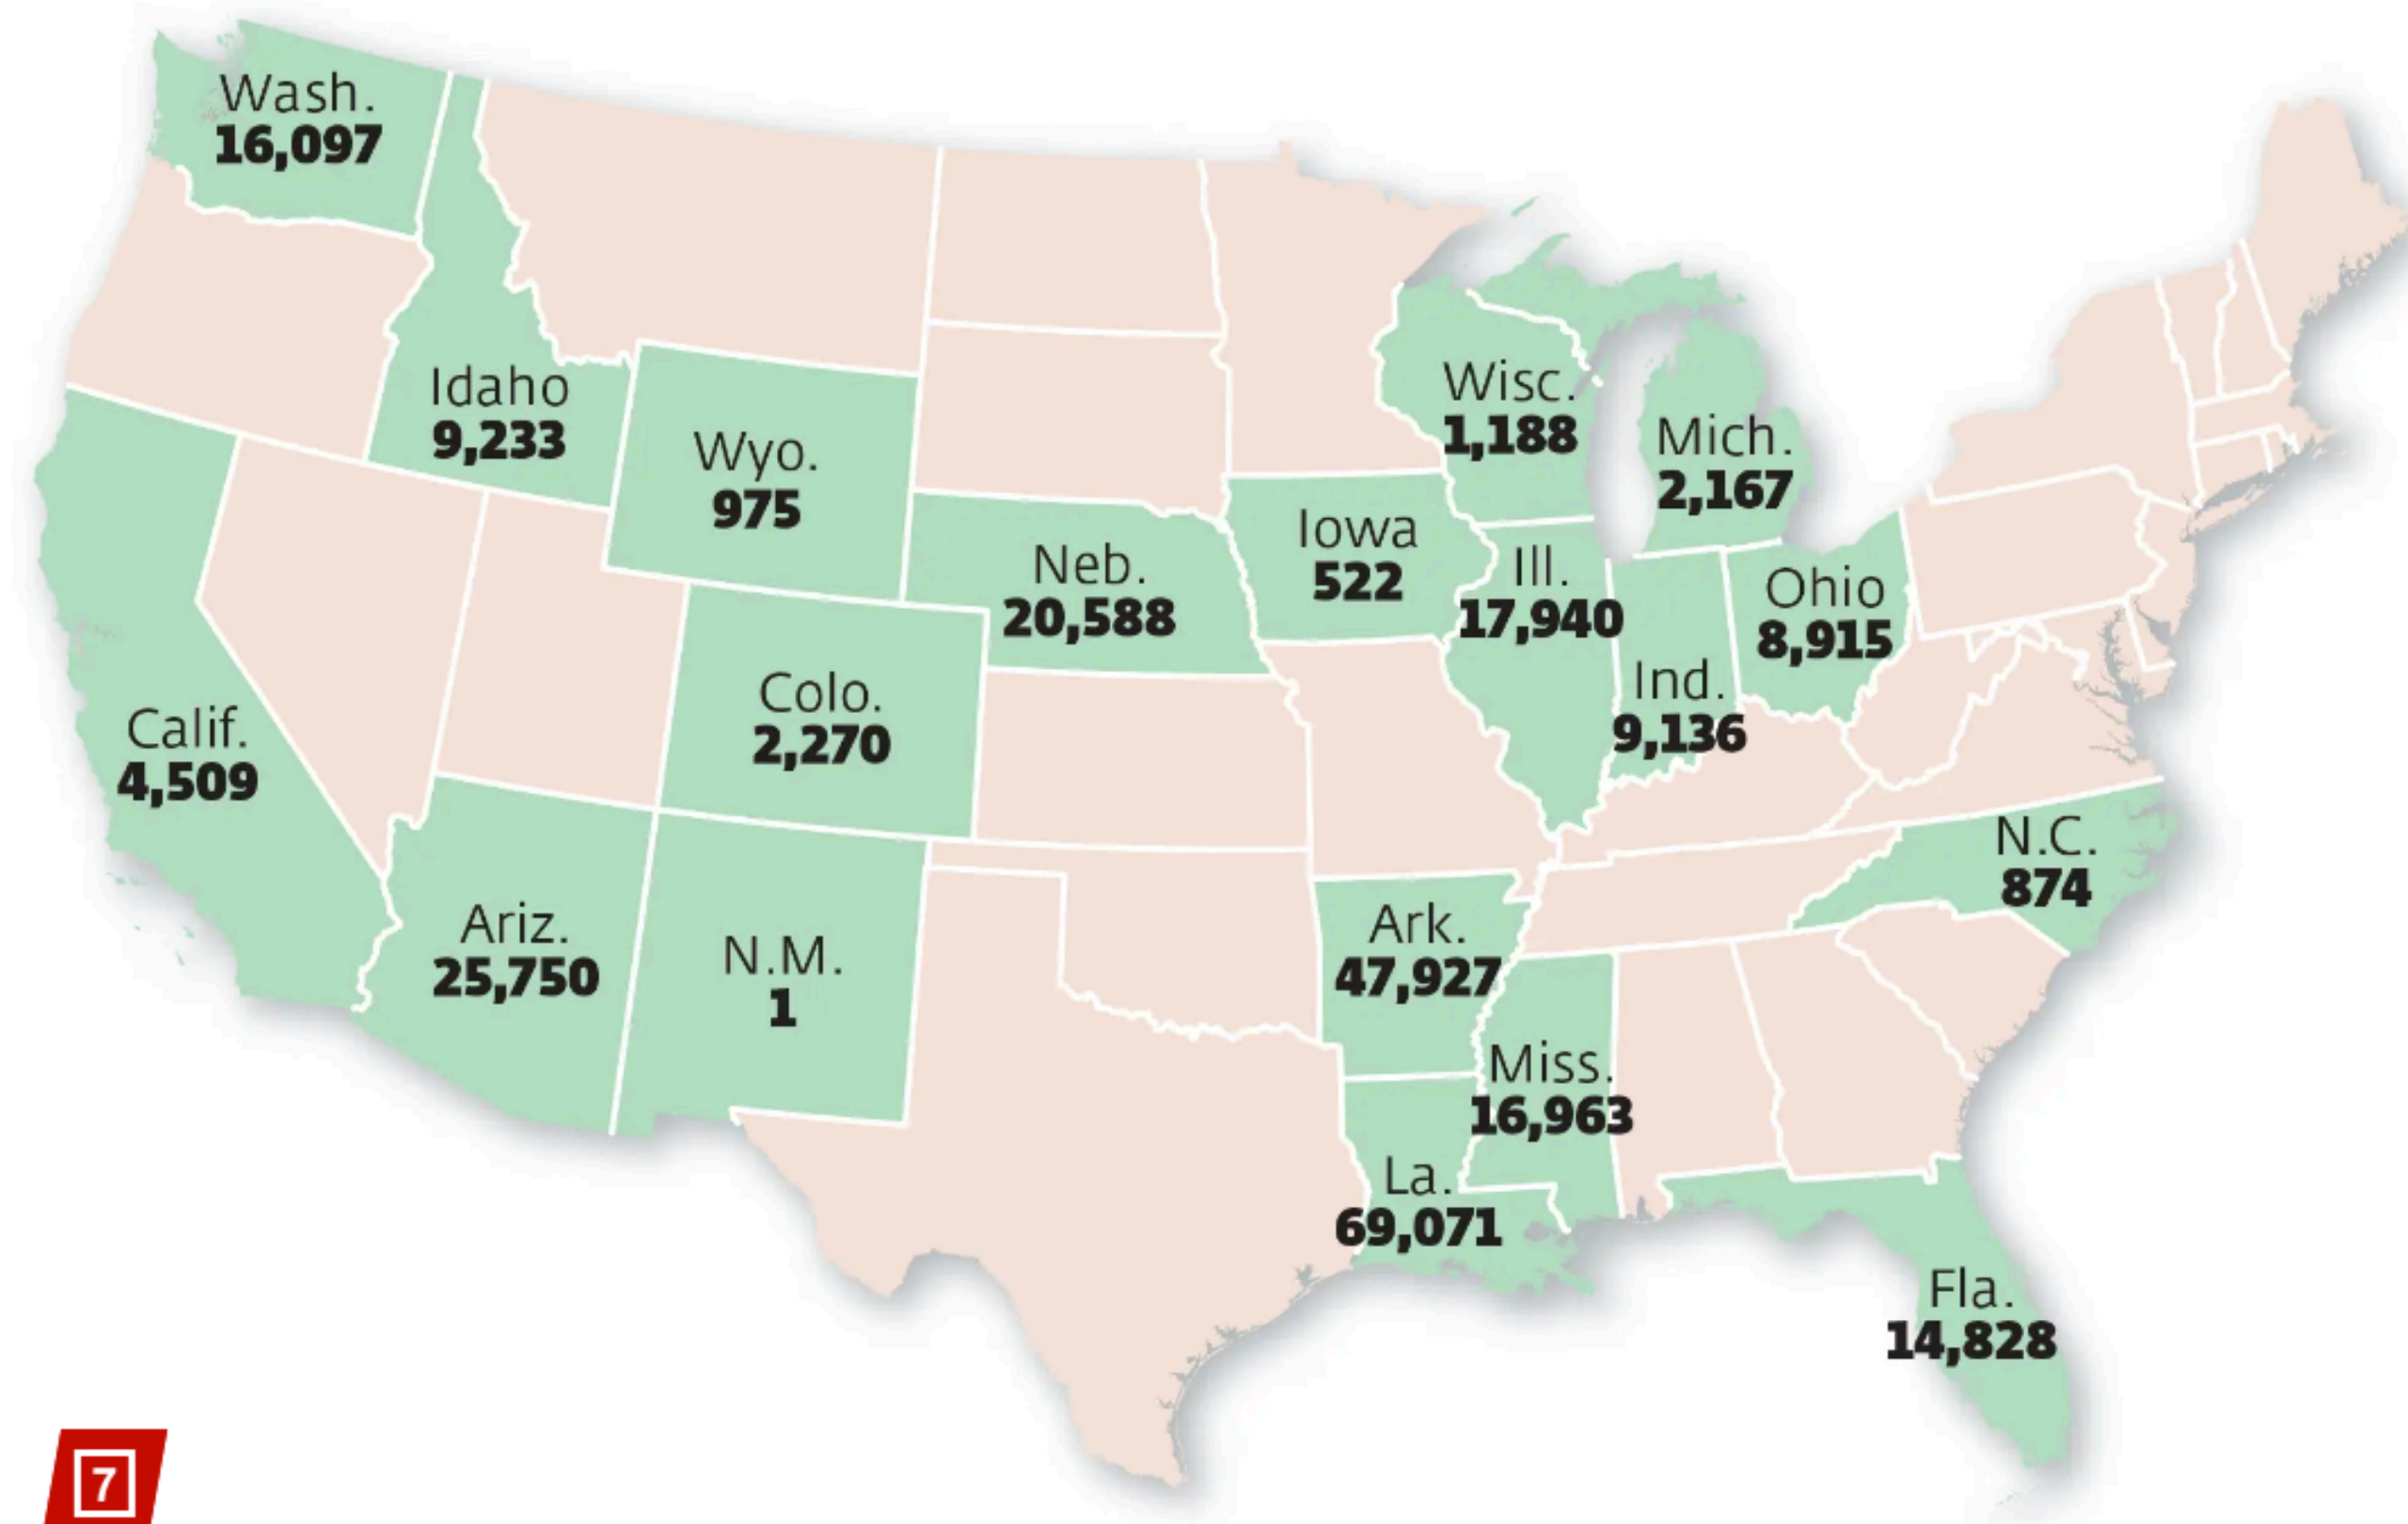 Wash.
16,097
Idaho
9,233
Wyo.
975
Wisc.
1,188
Mich.
2,167
Neb.
20,588
Iowa
522
Ill.
17,940
Ohio
8,915
Ind.
9,136
Calif.
4,509
Colo.
2,270
N.C.
874
Ariz.
25,750
N.M.
1
Ark.
47,927
Miss.
16,963
La.
69,071
Fla.
14,828
7